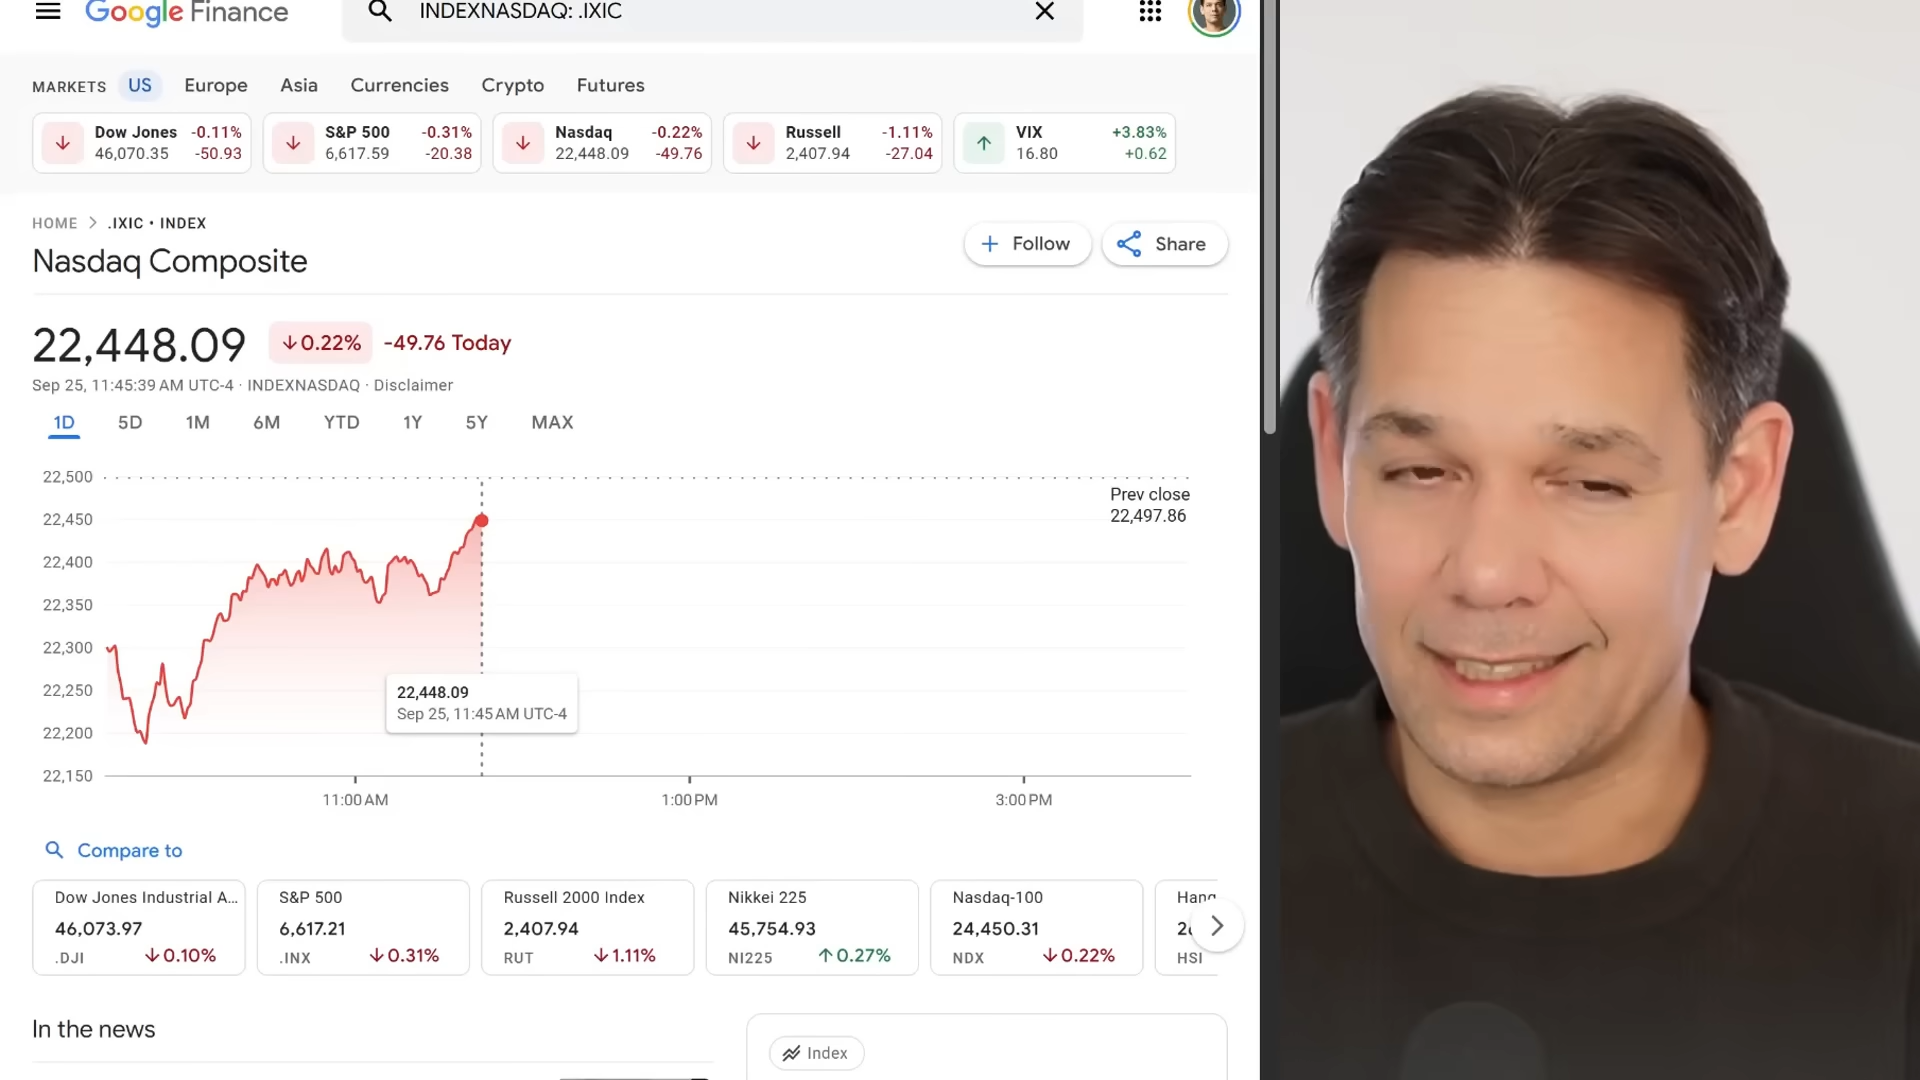 Google Finance
INDEXNASDAQ: .IXIC
MARKETS US Europe Asia Currencies Crypto Futures
Dow Jones -0.11%
46,070.35 -50.93
S&P 500 -0.31%
6,617.59 -20.38
Nasdaq -0.22%
22,448.09 -49.76
Russell -1.11%
2,407.94 -27.04
VIX +3.83%
16.80 +0.62
HOME > .IXIC • INDEX
Nasdaq Composite
+ Follow
Share
22,448.09 ↓0.22% -49.76 Today
Sep 25, 11:45:39 AM UTC-4 · INDEXNASDAQ · Disclaimer
1D 5D 1M 6M YTD 1Y 5Y MAX
22,500
22,450
22,400
22,350
22,300
22,250
22,200
22,150
Prev close
22,497.86
22,448.09
Sep 25, 11:45 AM UTC-4
11:00 AM 1:00 PM 3:00 PM
Compare to
Dow Jones Industrial A...
46,073.97
.DJI ↓0.10%
S&P 500
6,617.21
.INX ↓0.31%
Russell 2000 Index
2,407.94
RUT ↓1.11%
Nikkei 225
45,754.93
NI225 ↑0.27%
Nasdaq-100
24,450.31
NDX ↓0.22%
Hang
HSI
In the news
Index